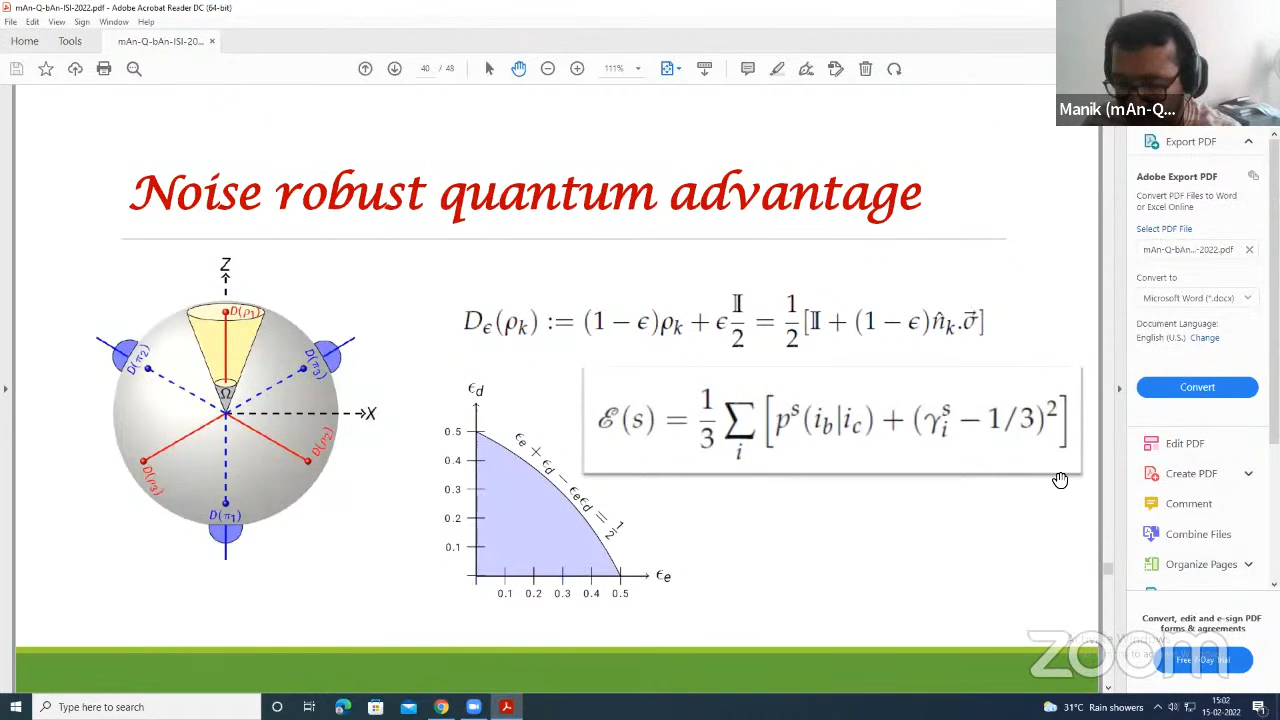 mAn-Q-bAn-ISI-2022.pdf - Adobe Acrobat Reader DC (64-bit)
File Edit View Sign Window Help
Home Tools mAn-Q-bAn-ISI-20... ×
40 / 48 111%
Manik (mAn-Q...
Noise robust quantum advantage
Z
X
D(ρ₁)
D(π₂)
D(π₃)
Ω
D(ρ₃)
D(ρ₂)
D(π₁)
D_ϵ(ρ_k) := (1 − ϵ)ρ_k + ϵ 𝕀/2 = 1/2 [𝕀 + (1 − ϵ)n̂_k.σ⃗]
ℰ(s) = 1/3 ∑_i [p^s(i_b|i_c) + (γ_i^s − 1/3)^2]
ϵ_d
0.5
0.4
0.3
0.2
0.1
ϵ_e + ϵ_d − ϵ_eϵ_d = 1/2
0.1 0.2 0.3 0.4 0.5
ϵ_e
Export PDF
Adobe Export PDF
Convert PDF Files to Word
or Excel Online
Select PDF File
mAn-Q-bAn...-2022.pdf ×
Convert to
Microsoft Word (*.docx)
Document Language:
English (U.S.) Change
Convert
Edit PDF
Create PDF
Comment
Combine Files
Organize Pages
Convert, edit and e-sign PDF
forms & agreements
Free 7-Day Trial
zoom
Type here to search
31°C Rain showers
15:02
15-02-2022
1